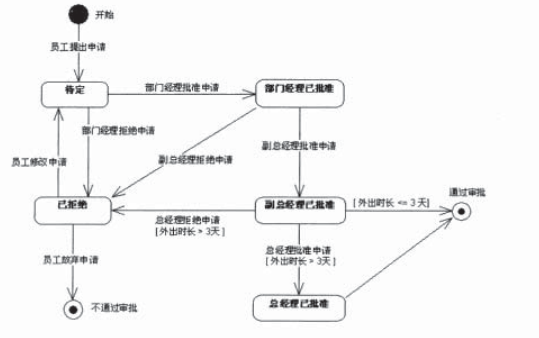 开始
员工提出申请
待定
部门经理批准申请
部门经理已批准
部门经理拒绝申请
员工修改申请
副总经理拒绝申请
副总经理批准申请
已拒绝
副总经理已批准
[外出时长 <= 3 天]
通过审批
总经理拒绝申请
[外出时长 > 3天]
总经理批准申请
[外出时长 > 3天]
员工放弃申请
总经理已批准
不通过审批